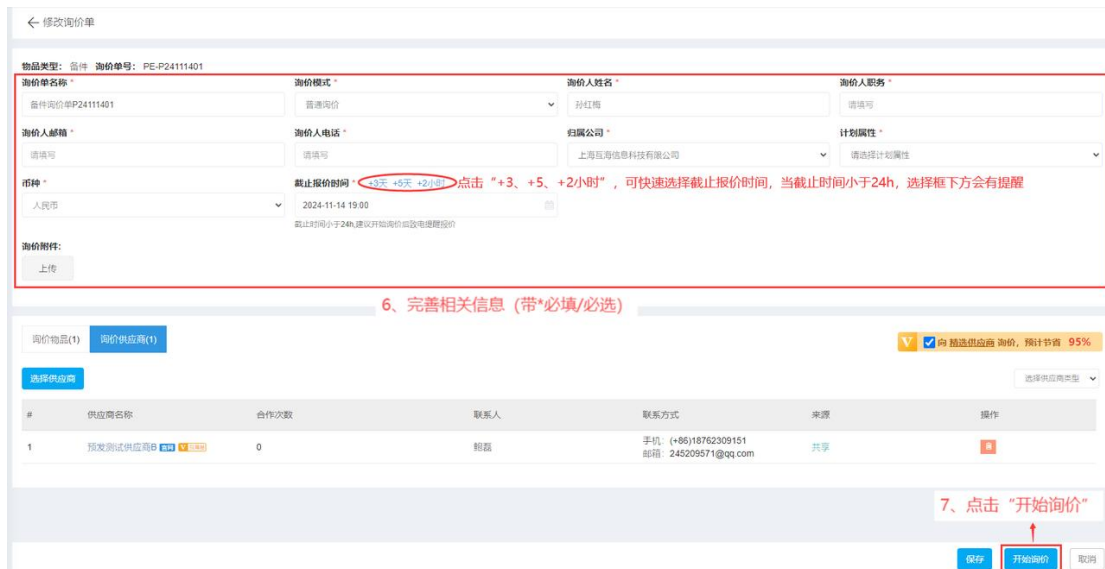 ← 修改询价单
物品类型: 备件 询价单号: PE-P24111401
询价单名称 * 询价模式 * 询价人姓名 * 询价人职务 *
备件询价单P24111401 普通询价 孙红梅 请填写
询价人邮箱 * 询价人电话 * 归属公司 * 计划属性 *
请填写 请填写 上海互海信息科技有限公司 请选择计划属性
币种 * 截止报价时间 * +3天 +5天 +2小时 点击“+3、+5、+2小时”，可快速选择截止报价时间，当截止时间小于24h，选择框下方会有提醒
人民币 2024-11-14 19:00
截止时间小于24h,建议开始询价后致电提醒报价
询价附件:
上传
6、完善相关信息（带*必填/必选）
询价物品(1) 询价供应商(1) V 向 精选供应商 询价，预计节省 95%
选择供应商 选择供应商类型
# 供应商名称 合作次数 联系人 联系方式 来源 操作
1 预发测试供应商B V 0 鲍磊 手机: (+86)18762309151 共享
邮箱: 245209571@qq.com
7、点击“开始询价”
保存 开始询价 取消